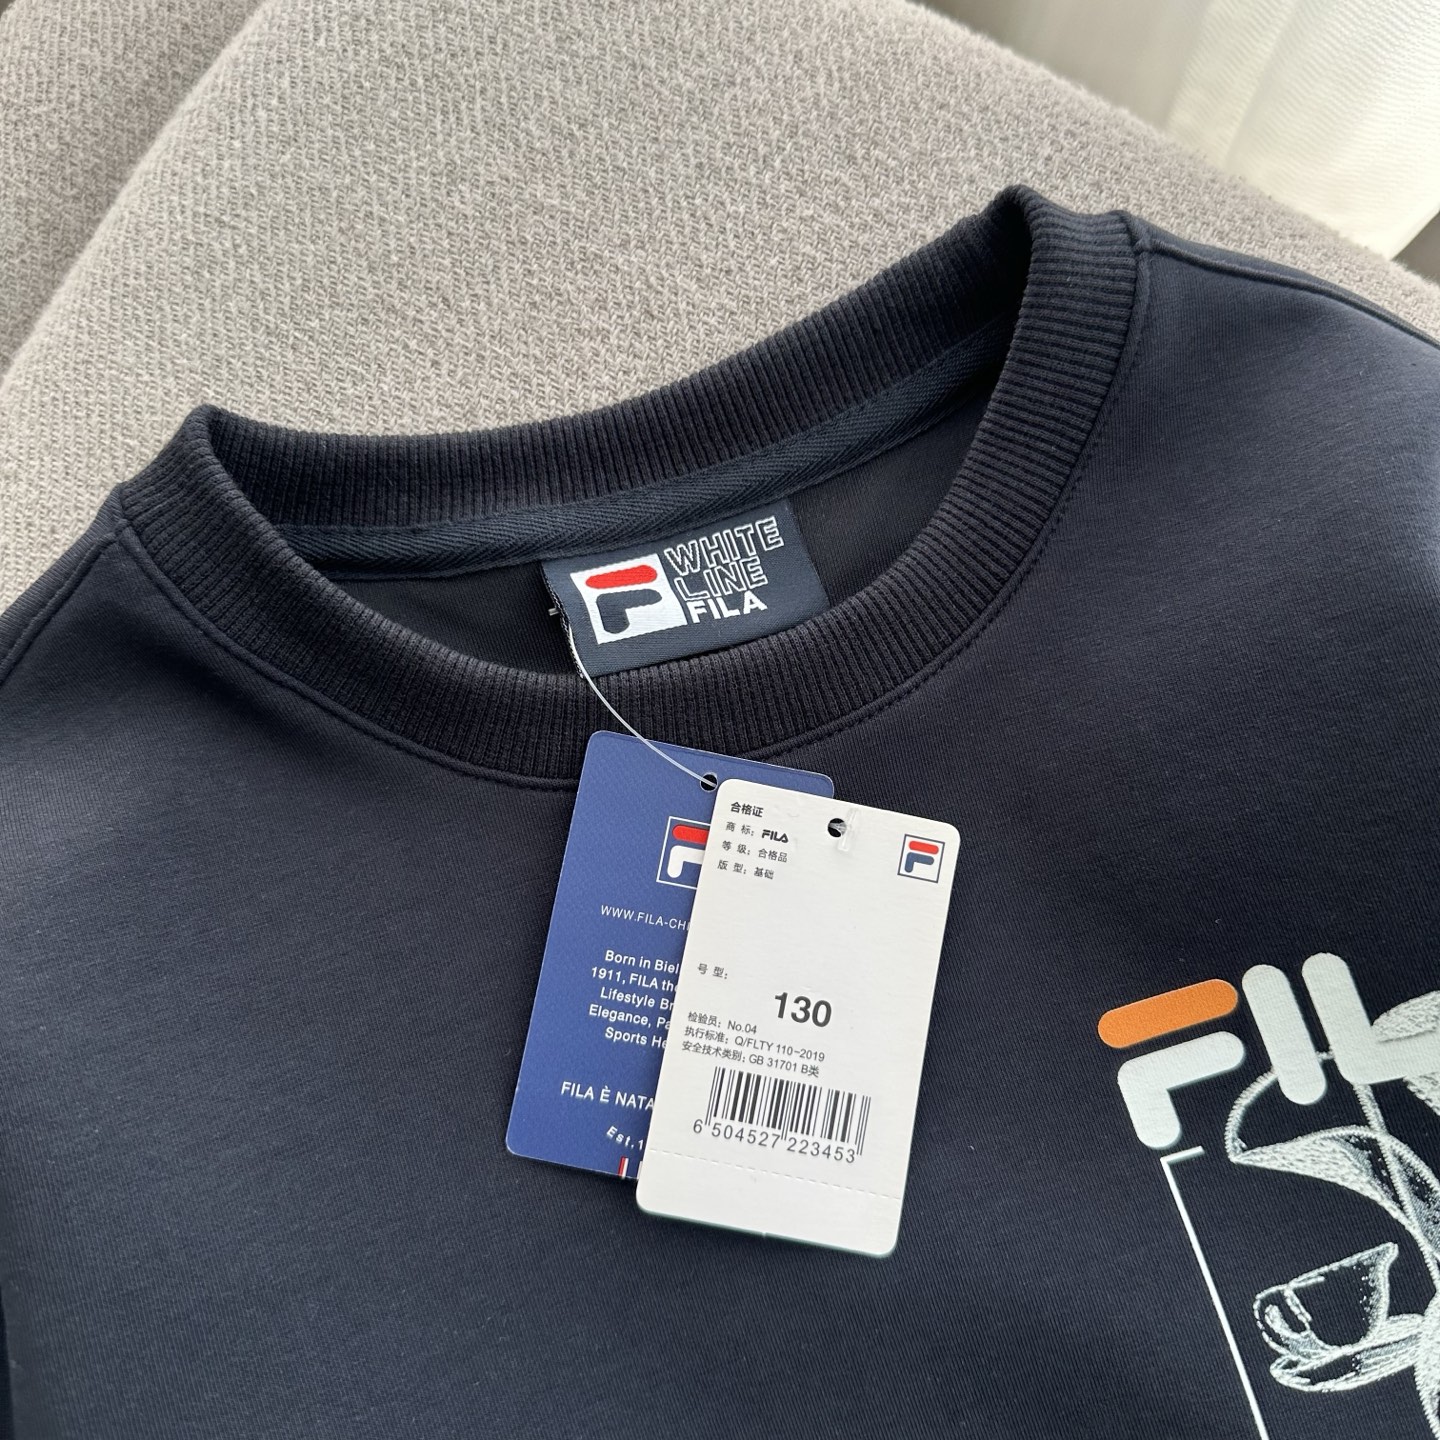 WHITE
LINE
FILA
合格证
商 标: FILA
等 级: 合格品
版 型: 基础
号 型:
130
检验员: No.04
执行标准: Q/FLTY 110-2019
安全技术类别: GB 31701 B类
6 504527 223453
WWW.FILA-CH
Born in Biel
1911, FILA the
Lifestyle Br
Elegance, Pa
Sports He
FILA È NATA
Est.1
FIL